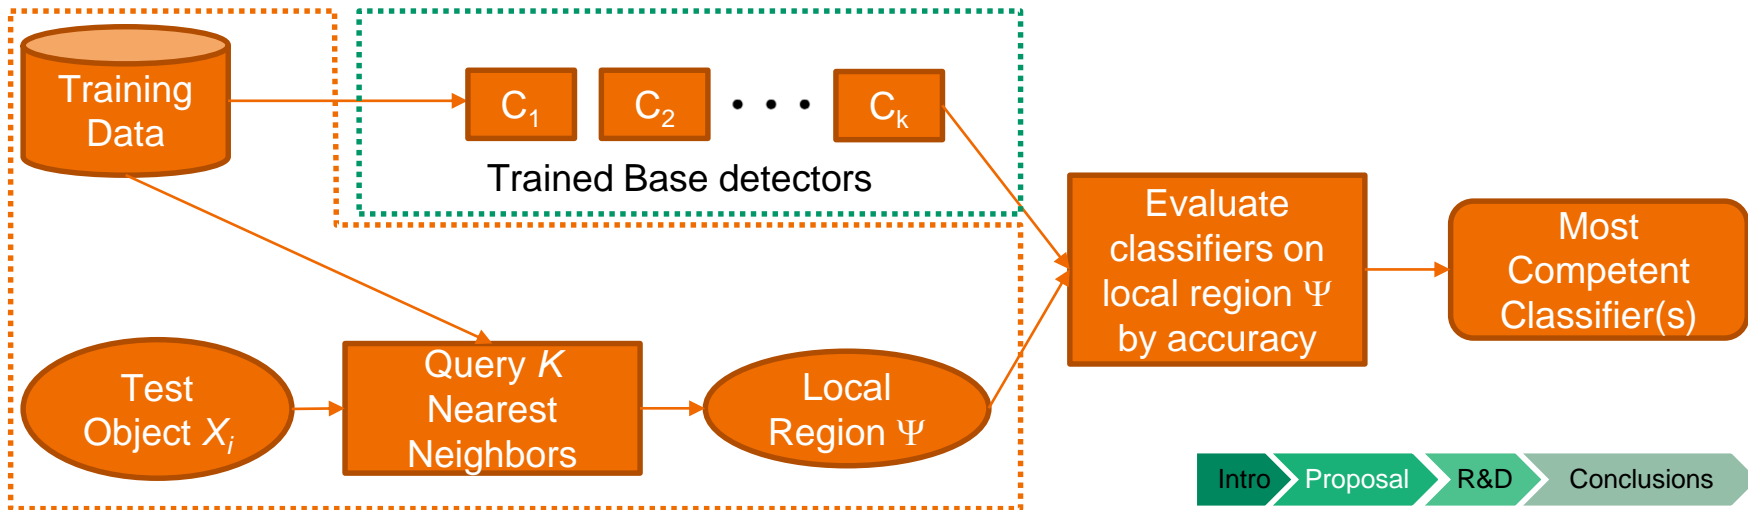 Training
Data
C₁
C₂
• • •
Cₖ
Trained Base detectors
Evaluate
classifiers on
local region Ψ
by accuracy
Most
Competent
Classifier(s)
Test
Object Xᵢ
Query K
Nearest
Neighbors
Local
Region Ψ
Intro
Proposal
R&D
Conclusions